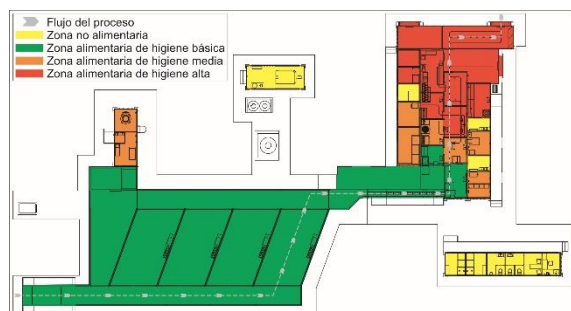 Flujo del proceso
Zona no alimentaria
Zona alimentaria de higiene básica
Zona alimentaria de higiene media
Zona alimentaria de higiene alta